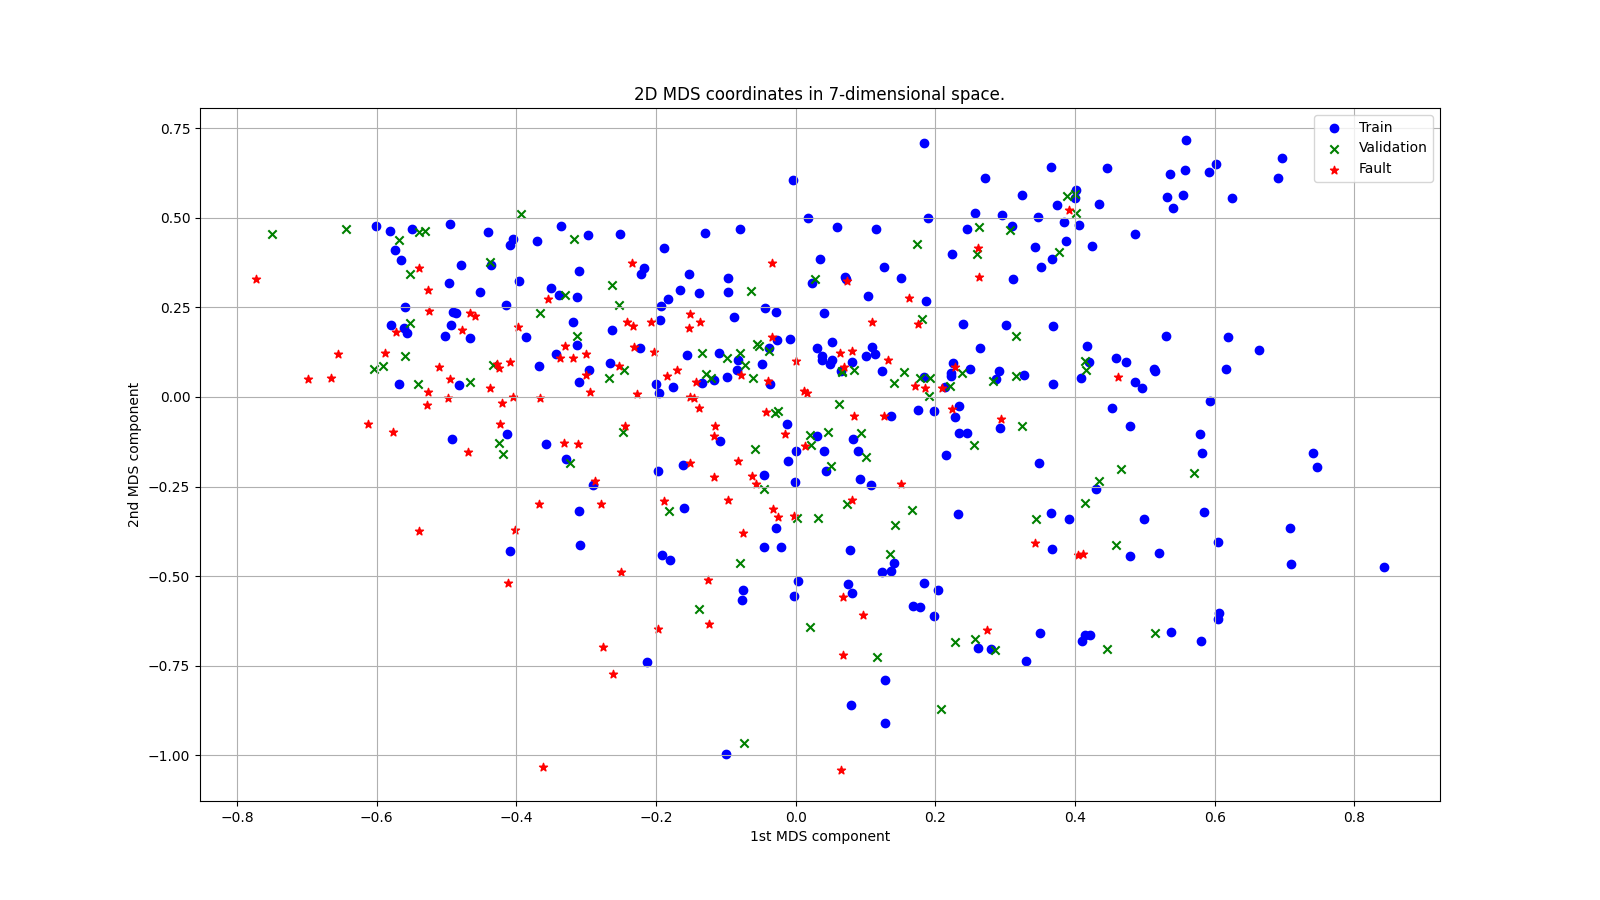 2D MDS coordinates in 7-dimensional space.
Train
Validation
Fault
0.75
0.50
0.25
0.00
−0.25
−0.50
−0.75
−1.00
2nd MDS component
−0.8
−0.6
−0.4
−0.2
0.0
0.2
0.4
0.6
0.8
1st MDS component